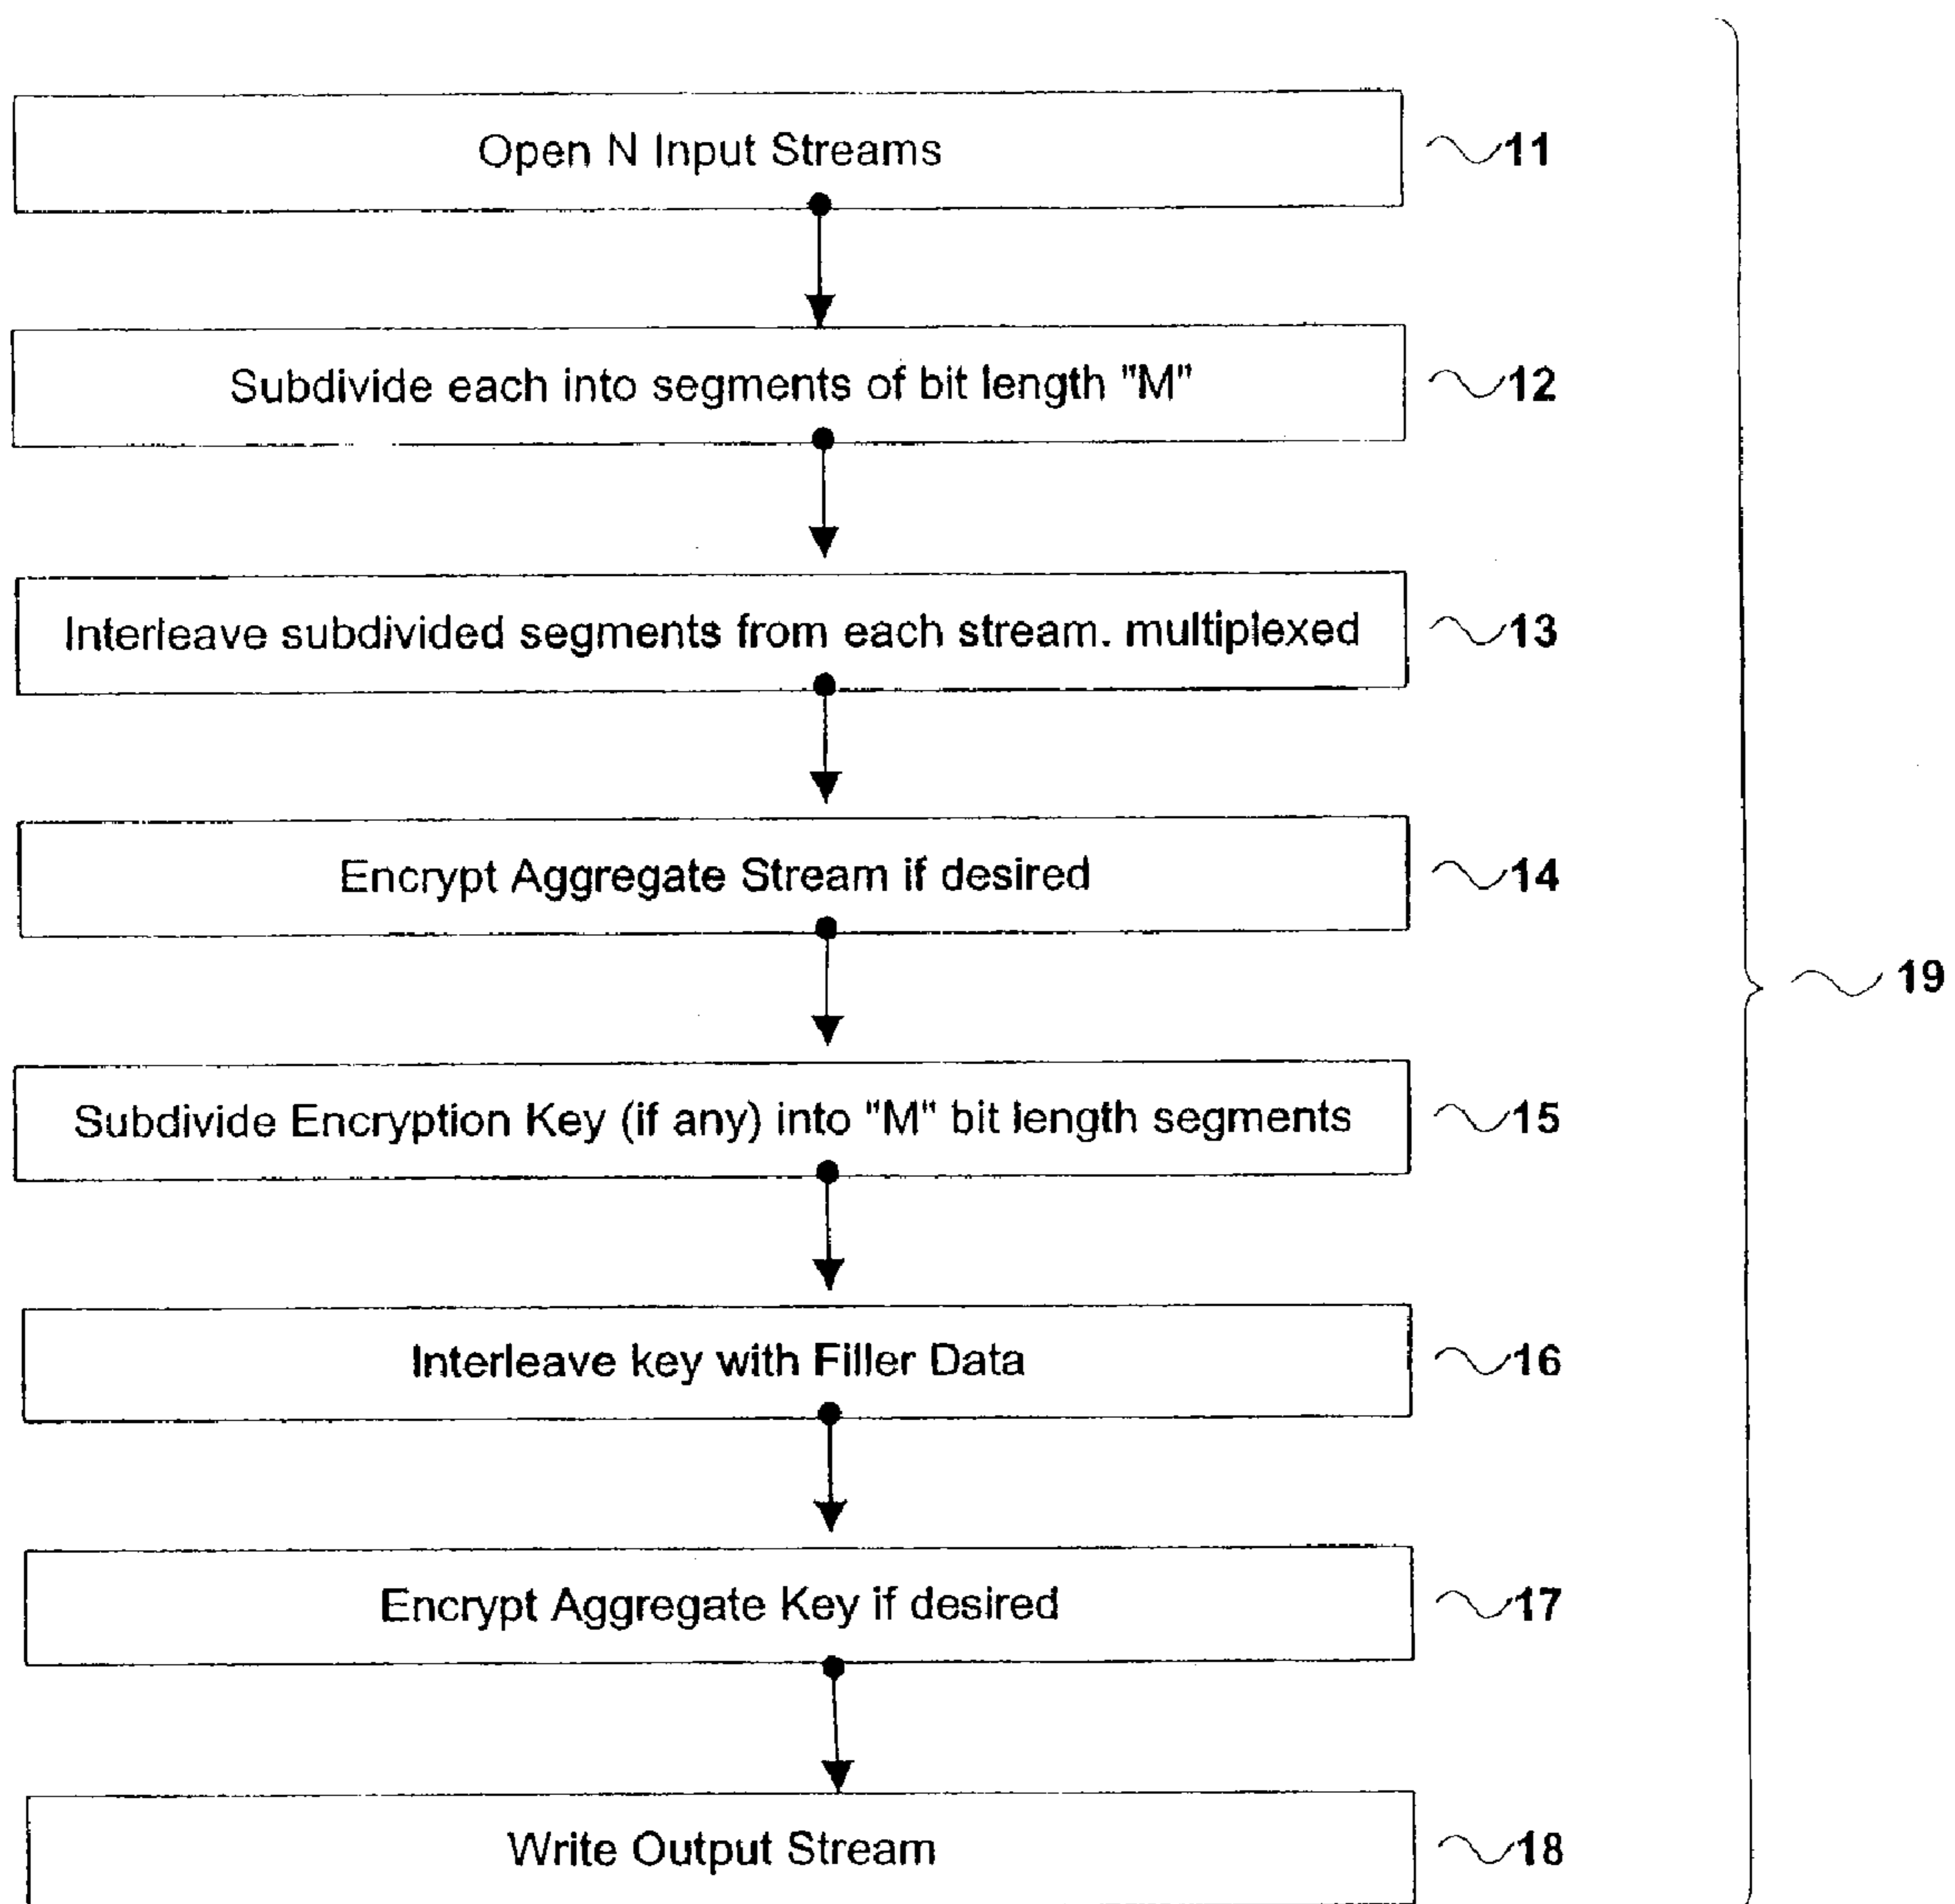 Open N Input Streams 11
Subdivide each into segments of bit length "M" 12
Interleave subdivided segments from each stream. multiplexed 13
Encrypt Aggregate Stream if desired 14
19
Subdivide Encryption Key (if any) into "M" bit length segments 15
Interleave key with Filler Data 16
Encrypt Aggregate Key if desired 17
Write Output Stream 18